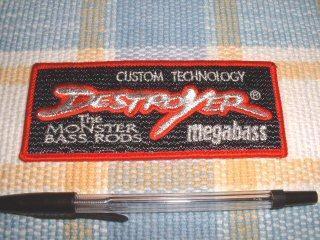 CUSTOM TECHNOLOGY
DESTROYER®
The
MONSTER
BASS RODS
megabass